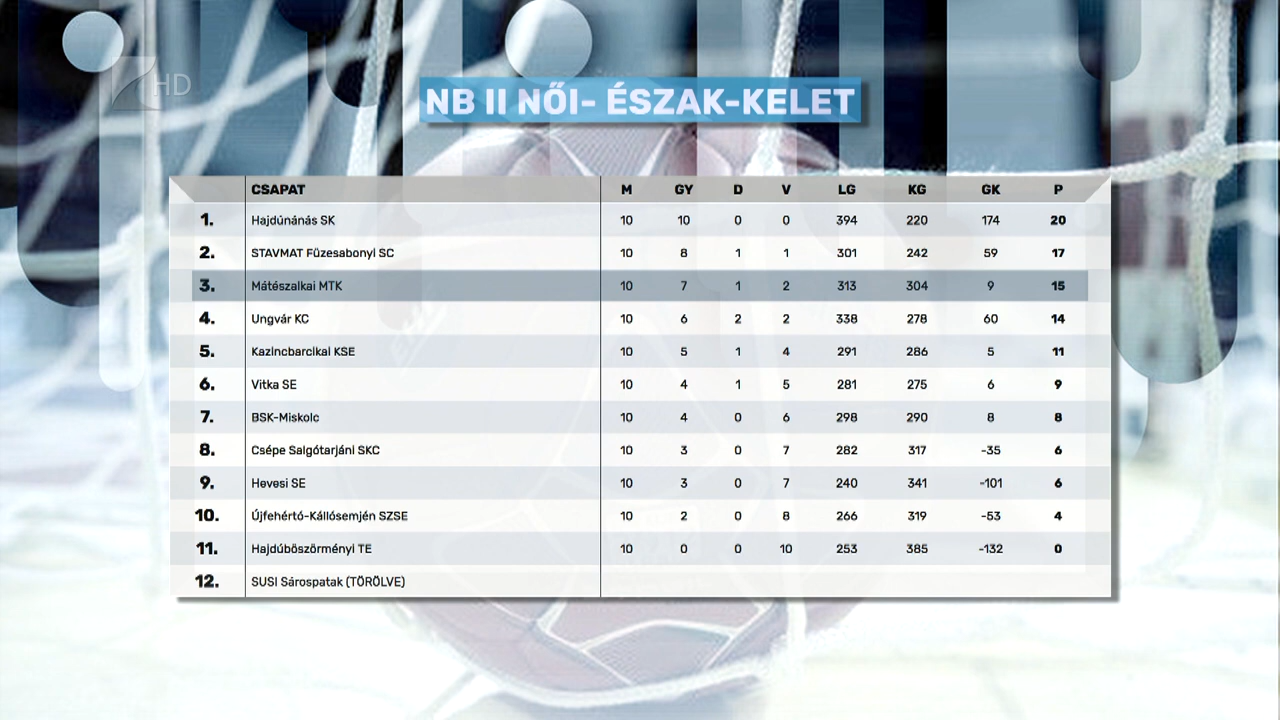 HD
NB II NŐI- ÉSZAK-KELET
CSAPAT M GY D V LG KG GK P
1. Hajdúnánás SK 10 10 0 0 394 220 174 20
2. STAVMAT Füzesabonyi SC 10 8 1 1 301 242 59 17
3. Mátészalkai MTK 10 7 1 2 313 304 9 15
4. Ungvár KC 10 6 2 2 338 278 60 14
5. Kazincbarcikai KSE 10 5 1 4 291 286 5 11
6. Vitka SE 10 4 1 5 281 275 6 9
7. BSK-Miskolc 10 4 0 6 298 290 8 8
8. Csépe Salgótarjáni SKC 10 3 0 7 282 317 -35 6
9. Hevesi SE 10 3 0 7 240 341 -101 6
10. Újfehértó-Kállósemjén SZSE 10 2 0 8 266 319 -53 4
11. Hajdúböszörményi TE 10 0 0 10 253 385 -132 0
12. SUSI Sárospatak (TÖRÖLVE)